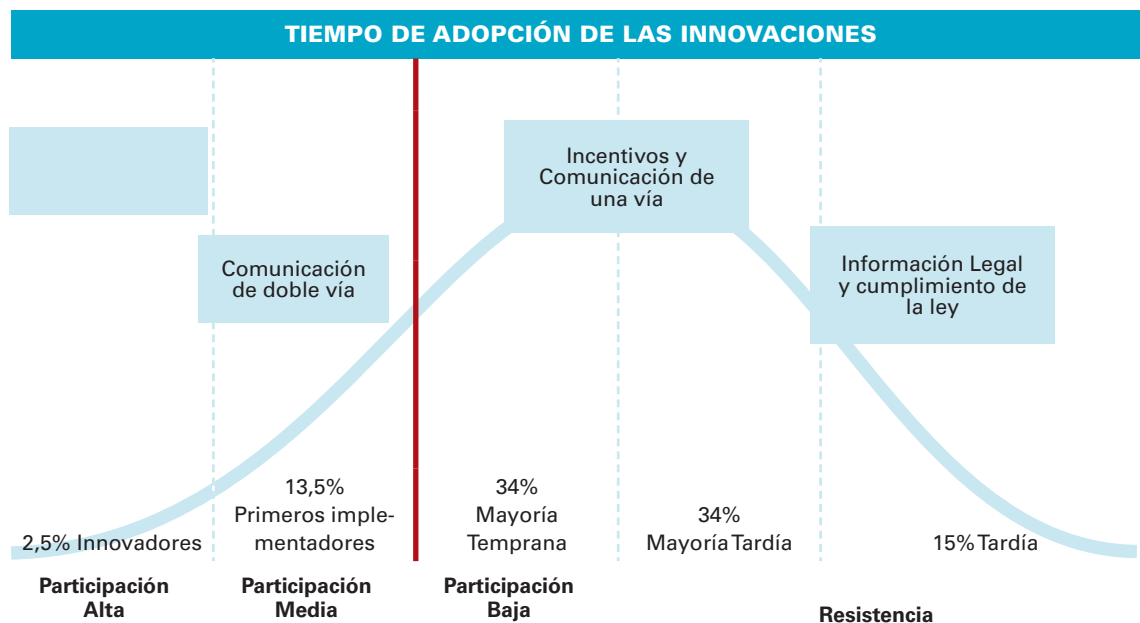 TIEMPO DE ADOPCIÓN DE LAS INNOVACIONES
Incentivos y
Comunicación de
una vía
Comunicación
de doble vía
Información Legal
y cumplimiento de
la ley
2,5% Innovadores
13,5%
Primeros imple-
mentadores
34%
Mayoría
Temprana
34%
Mayoría Tardía
15% Tardía
Participación
Alta
Participación
Media
Participación
Baja
Resistencia